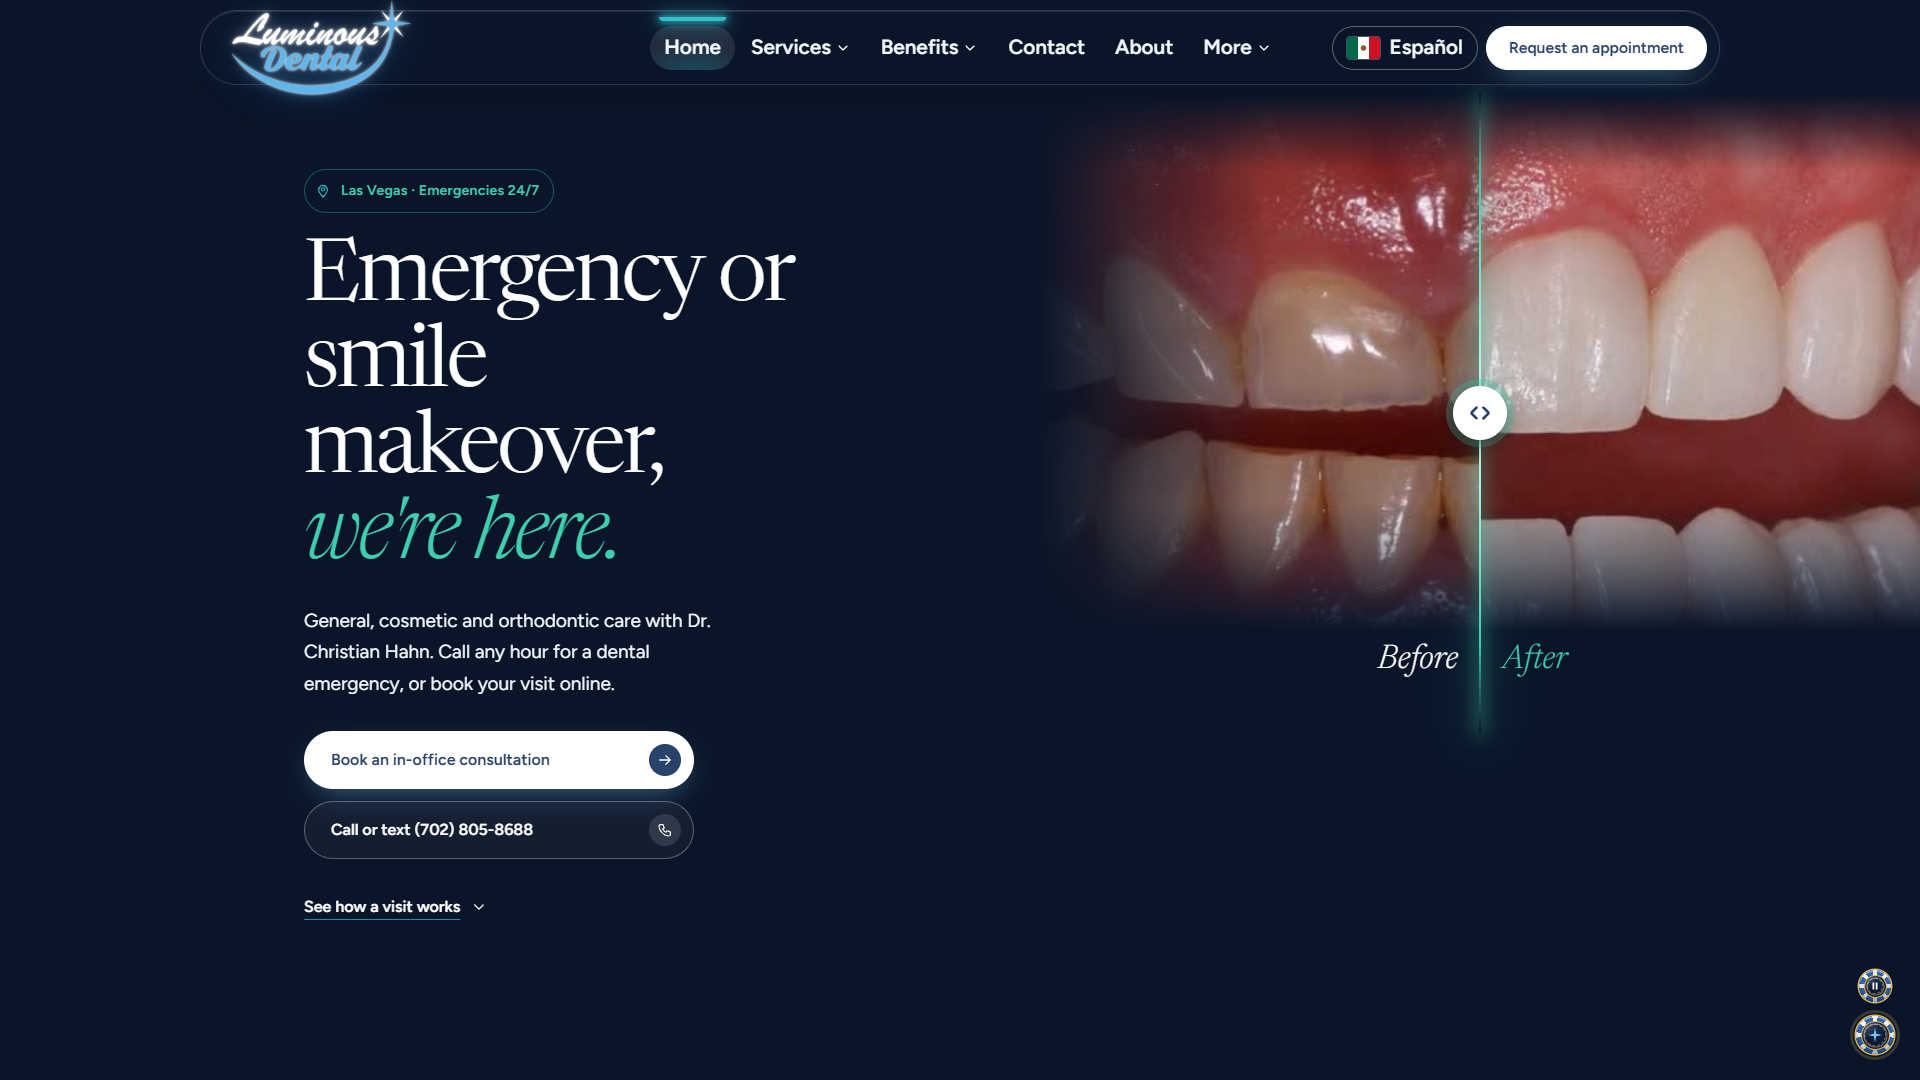 Luminous
Dental
Home
Services
Benefits
Contact
About
More
Español
Request an appointment
Las Vegas · Emergencies 24/7
Emergency or
smile
makeover,
we're here.
General, cosmetic and orthodontic care with Dr.
Christian Hahn. Call any hour for a dental
emergency, or book your visit online.
Book an in-office consultation
Call or text (702) 805-8688
See how a visit works
Before
After